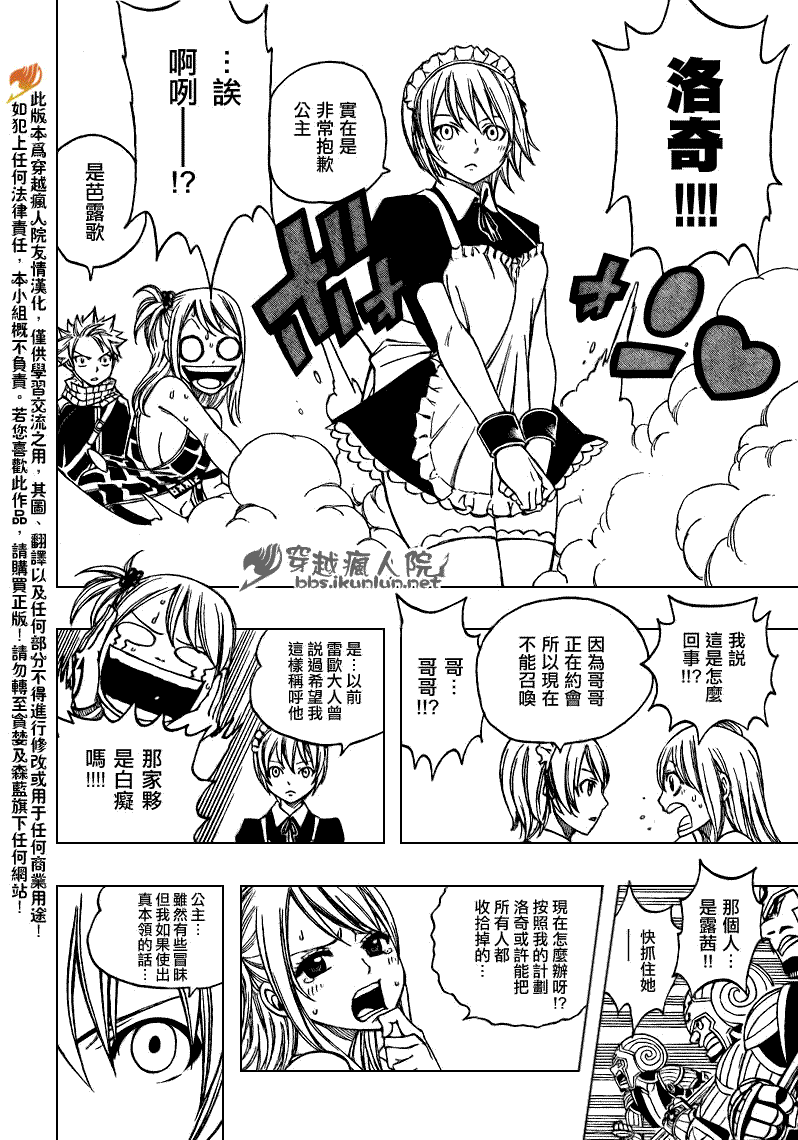 洛奇!!!!
實在是
非常抱歉
公主
…誒
啊咧——!?
是芭露歌
ボォォン♥
我說
這是怎麼
回事!!?
因為哥哥
正在約會
所以現在
不能召喚
哥…
哥哥!!?
是…以前
雷歐大人曾
說過希望我
這樣稱呼他
那家夥
是白癡
嗎!!!!
那個人…
是露茜!!
快抓住她
現在怎麼辦呀!?
按照我的計劃
洛奇或許能把
所有人都
收拾掉的…
公主…
雖然有些冒昧
但我如果使出
真本領的話…
穿越瘋人院
bbs.ikunlun.net
此版本爲穿越瘋人院友情漢化，僅供學習交流之用，其圖、翻譯以及任何部分不得進行修改或用于任何商業用途！
如犯上任何法律責任，本小組概不負責。若您喜歡此作品，請購買正版！請勿轉至貪婪及森藍旗下任何網站！